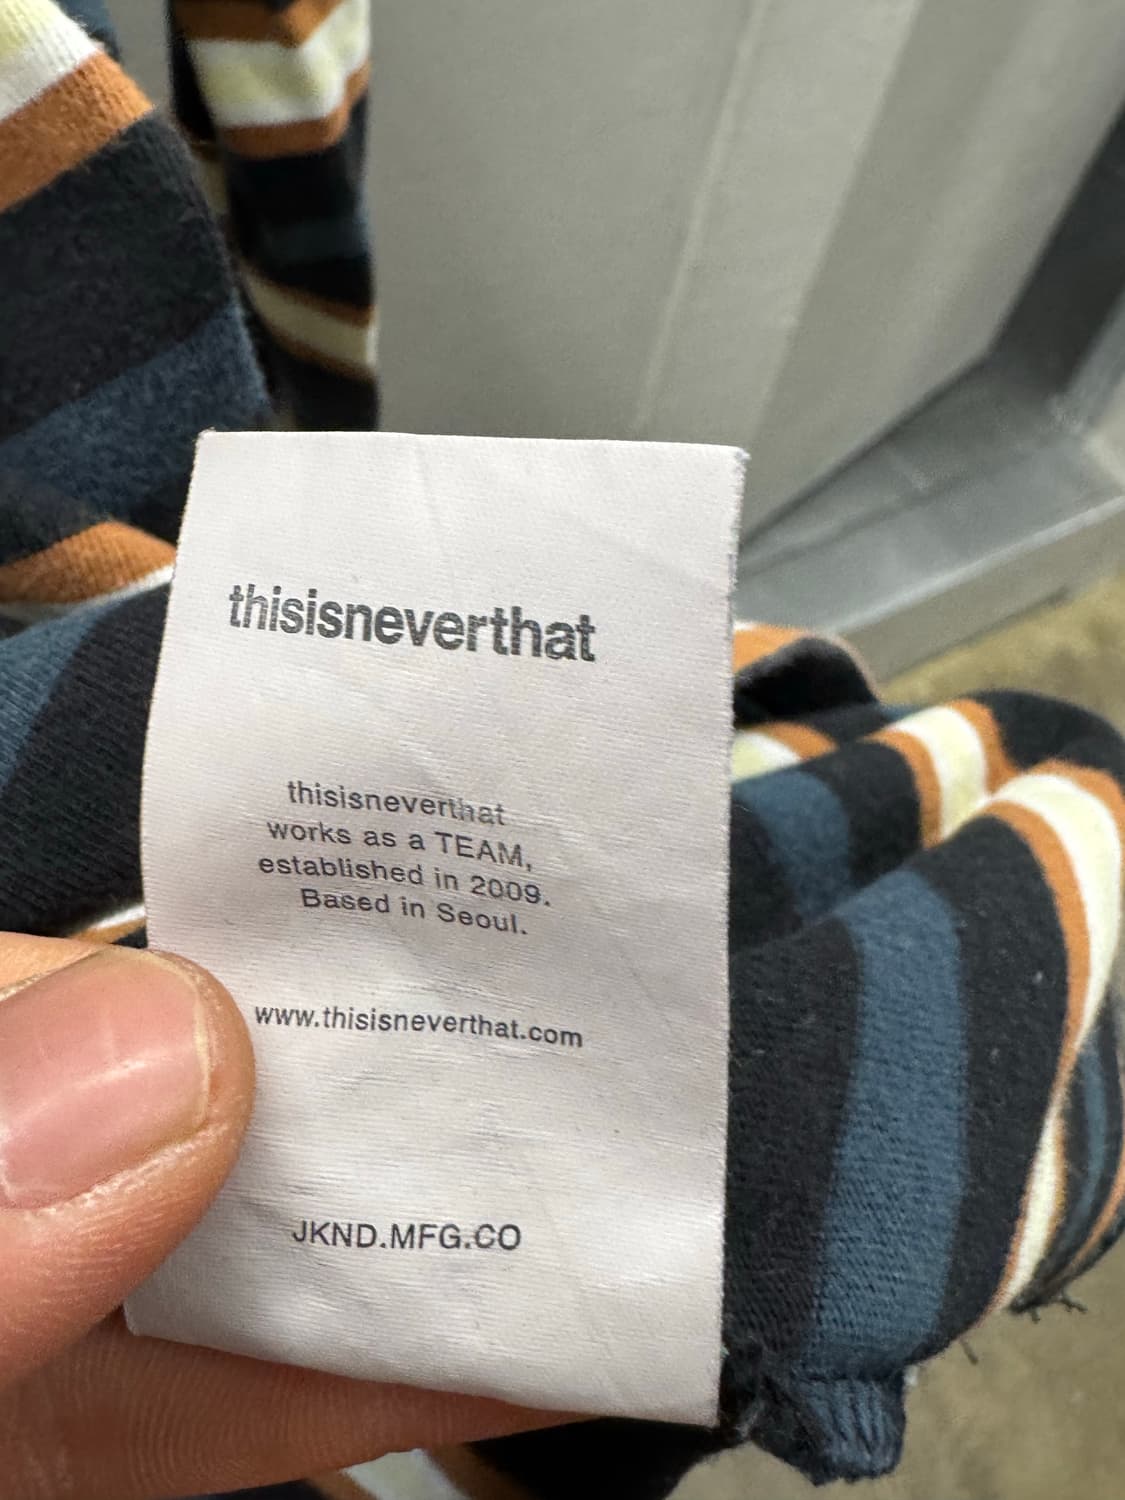 thisisneverthat
thisisneverthat
works as a TEAM,
established in 2009.
Based in Seoul.
www.thisisneverthat.com
JKND.MFG.CO